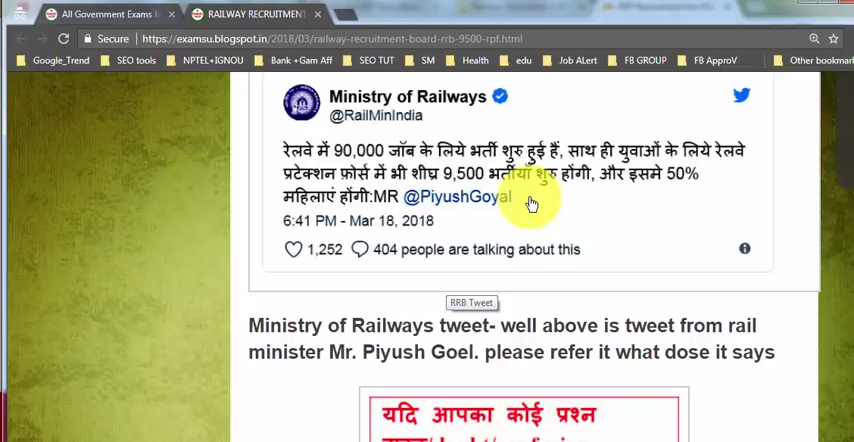 All Government Exams I
RAILWAY RECRUITMENT
Secure
https://examsu.blogspot.in/2018/03/railway-recruitment-board-rrb-9500-rpf.html
Google_Trend
SEO tools
NPTEL+IGNOU
Bank +Gam Aff
SEO TUT
SM
Health
edu
Job ALert
FB GROUP
FB ApproV
Other bookmar
Ministry of Railways
@RailMinIndia
रेलवे में 90,000 जॉब के लिये भर्ती शुरु हुई हैं, साथ ही युवाओं के लिये रेलवे
प्रटेक्शन फ़ोर्स में भी शीघ्र 9,500 भर्तीयाँ शुरु होंगी, और इसमे 50%
महिलाएं होंगी:MR @PiyushGoyal
6:41 PM - Mar 18, 2018
1,252
404 people are talking about this
RRB Tweet
Ministry of Railways tweet- well above is tweet from rail
minister Mr. Piyush Goel. please refer it what dose it says
यदि आपका कोई प्रश्न